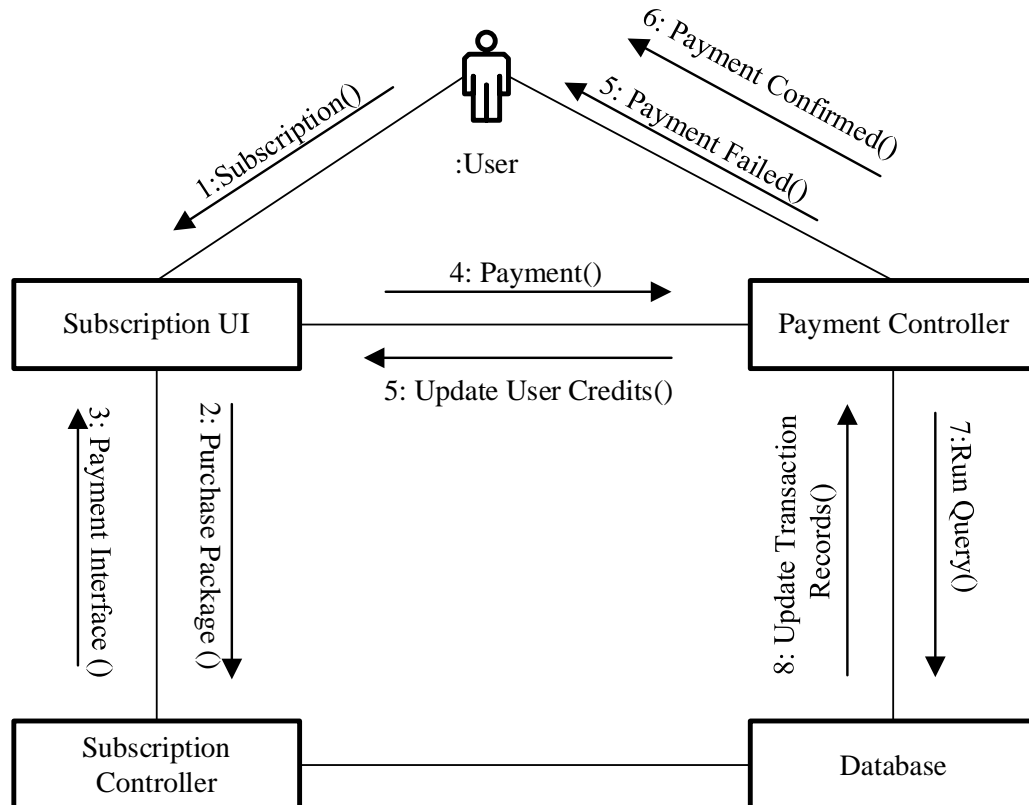 6: Payment Confirmed()
5: Payment Failed()
1:Subscription()
:User
4: Payment()
Subscription UI
Payment Controller
5: Update User Credits()
3: Payment Interface ()
2: Purchase Package ()
8: Update Transaction
Records()
7:Run Query()
Subscription
Controller
Database